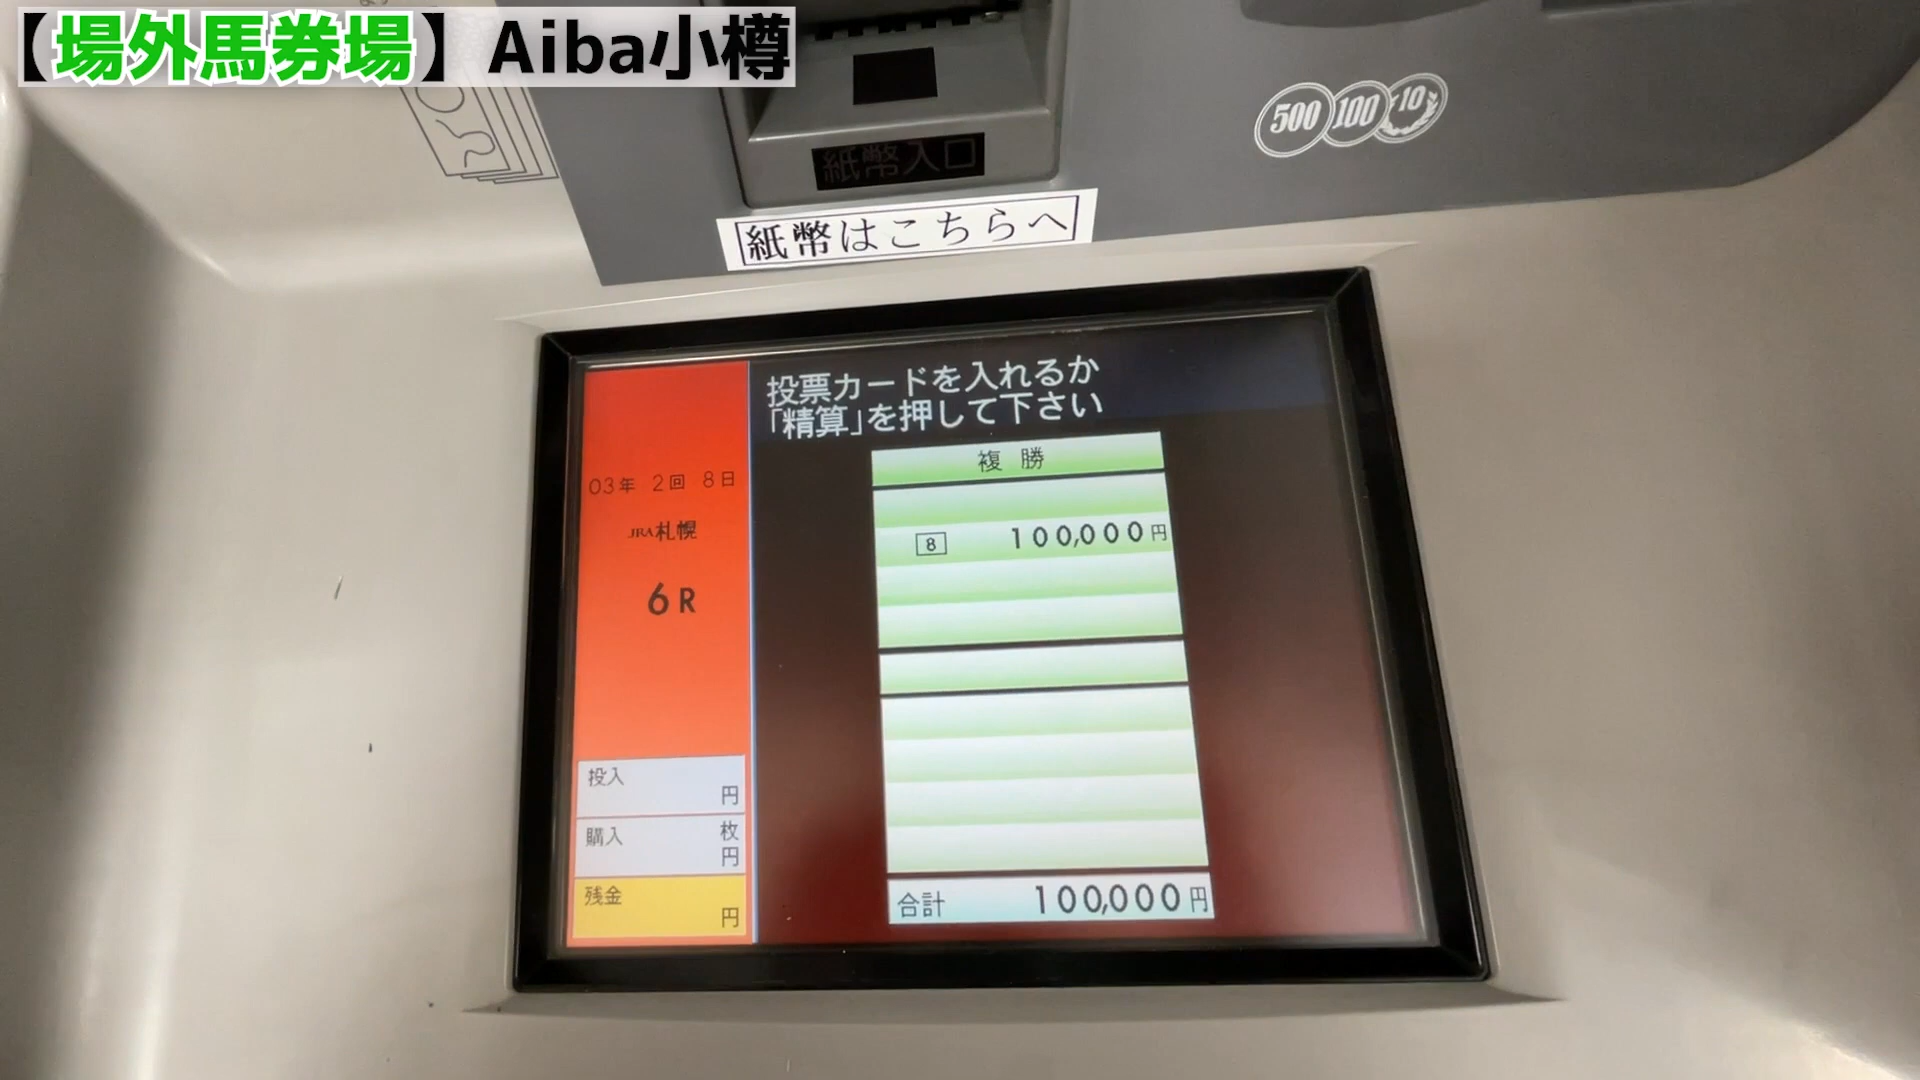 【場外馬券場】Aiba小樽
500 100 10
紙幣入口
紙幣はこちらへ
投票カードを入れるか
「精算」を押して下さい
複勝
8 100,000円
合計 100,000円
03年 2回 8日
JRA札幌
6R
投入
円
購入
枚
円
残金
円